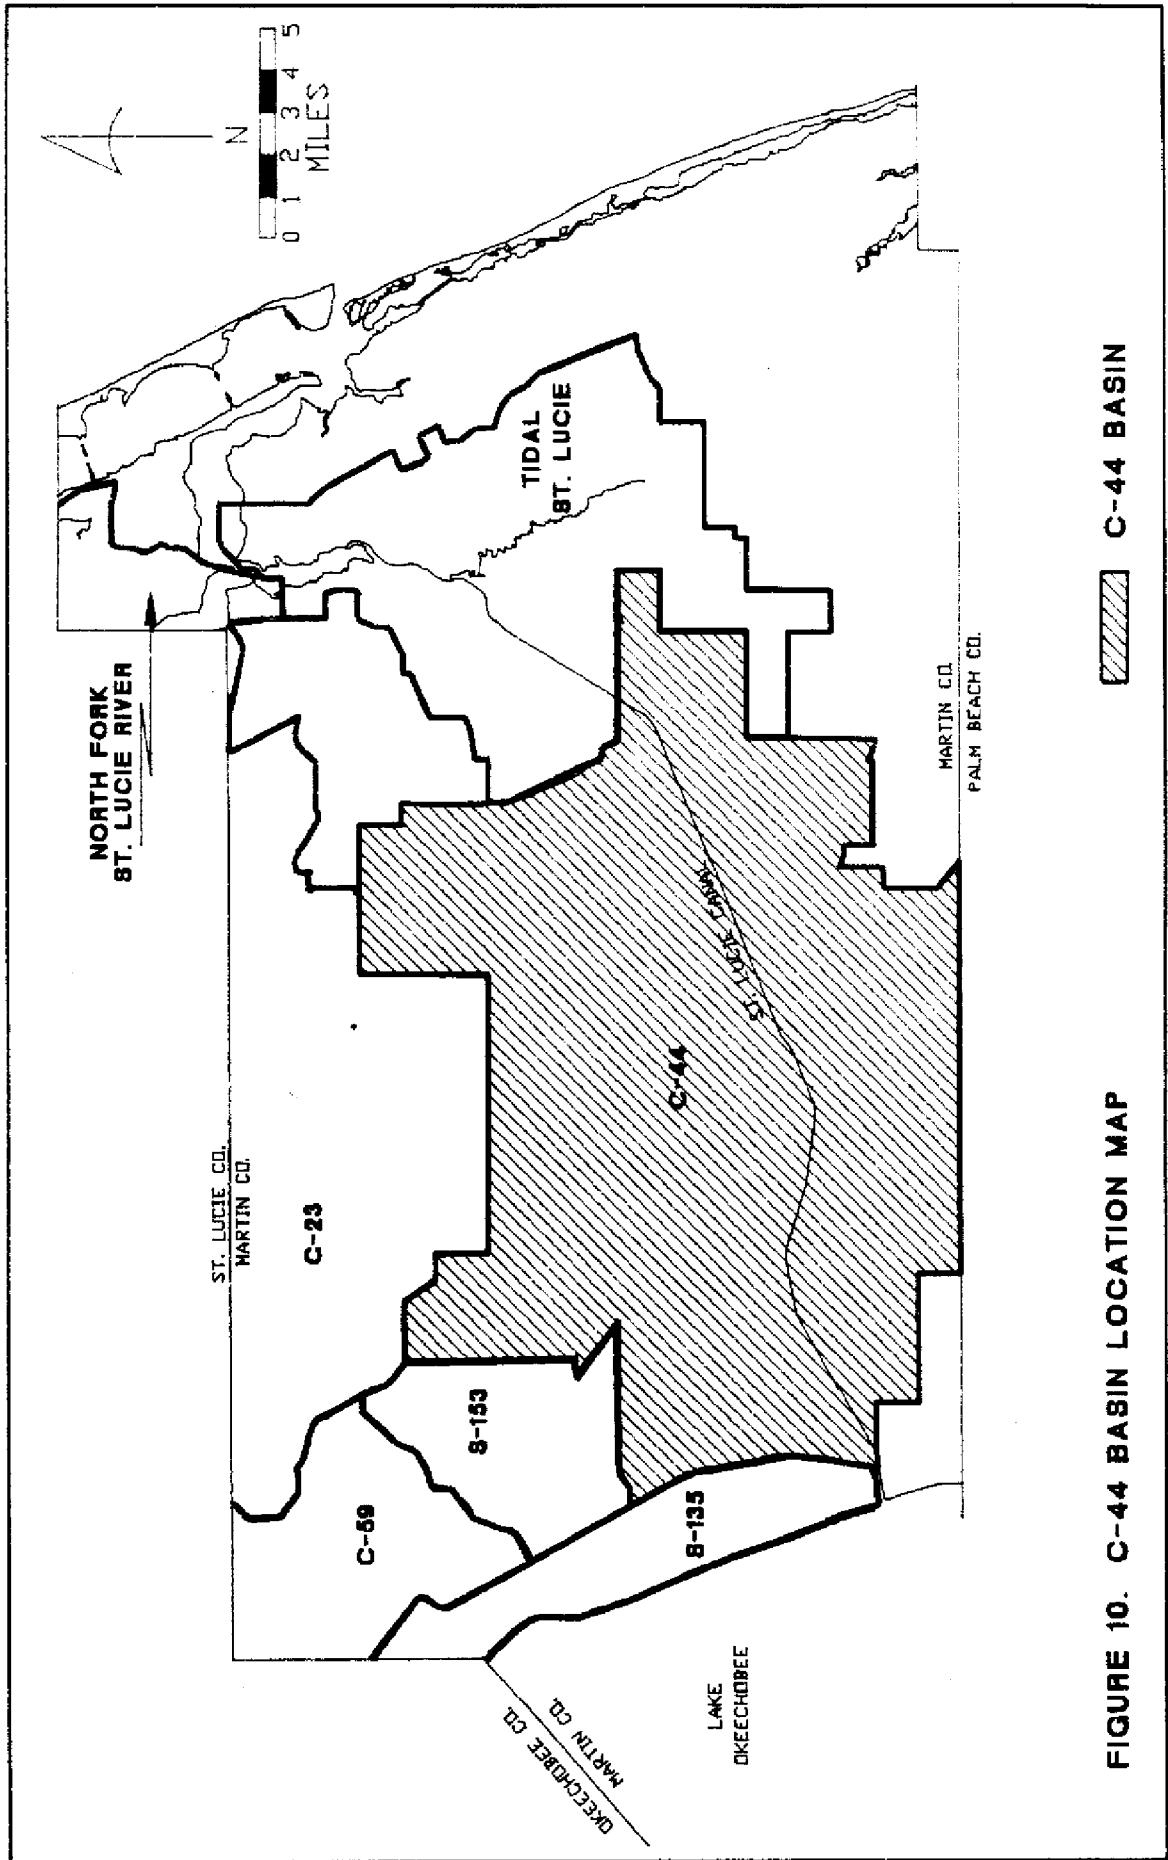 N
0 1 2 3 4 5
MILES
NORTH FORK
ST. LUCIE RIVER
ST. LUCIE CO.
MARTIN CO.
TIDAL
ST. LUCIE
C-23
C-59
S-153
S-135
C-44
ST. LUCIE CANAL
OKEECHOBEE CO.
MARTIN CO.
LAKE
OKEECHOBEE
MARTIN CO.
PALM BEACH CO.
C-44 BASIN
FIGURE 10. C-44 BASIN LOCATION MAP